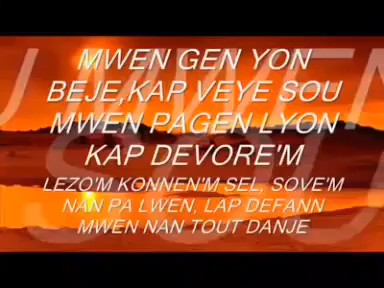 MWEN GEN YON
BEJE,KAP VEYE SOU
MWEN PAGEN LYON
KAP DEVORE'M
LEZO'M KONNEN'M SEL, SOVE'M
NAN PA LWEN, LAP DEFANN
MWEN NAN TOUT DANJE